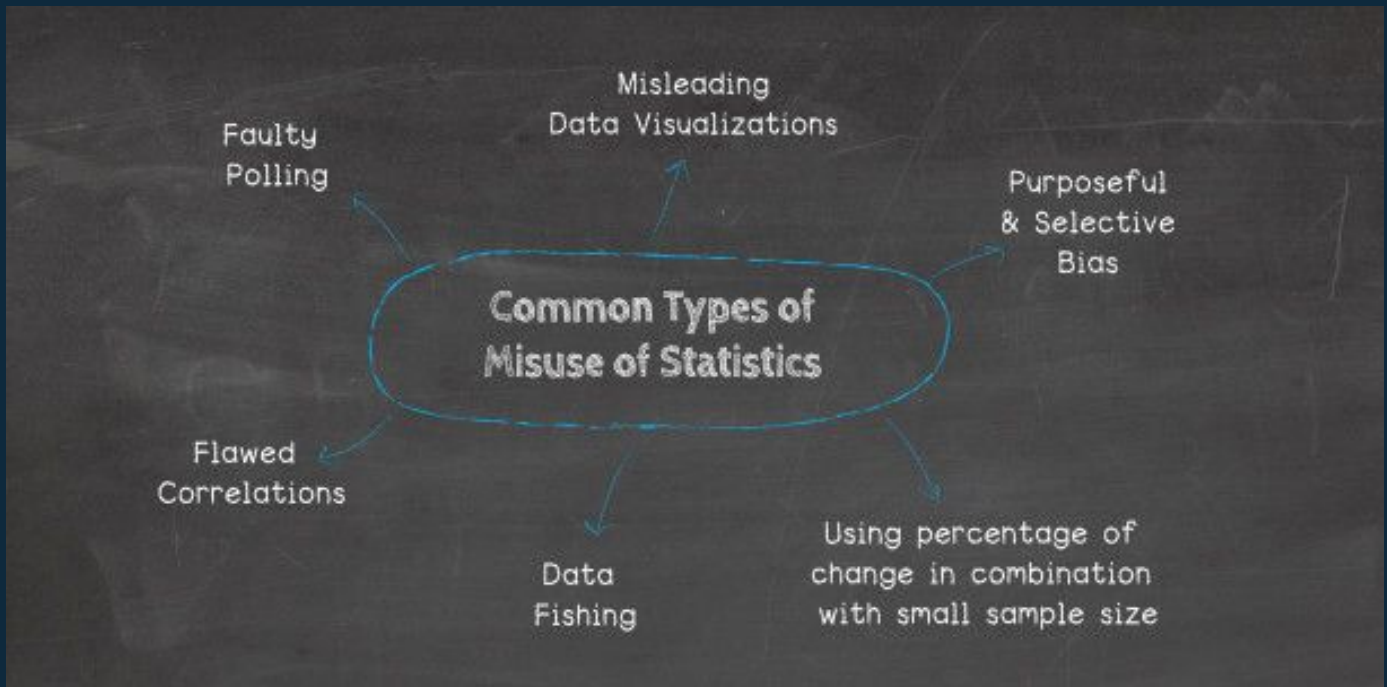 Misleading
Data Visualizations
Faulty
Polling
Purposeful
& Selective
Bias
Common Types of
Misuse of Statistics
Flawed
Correlations
Data
Fishing
Using percentage of
change in combination
with small sample size